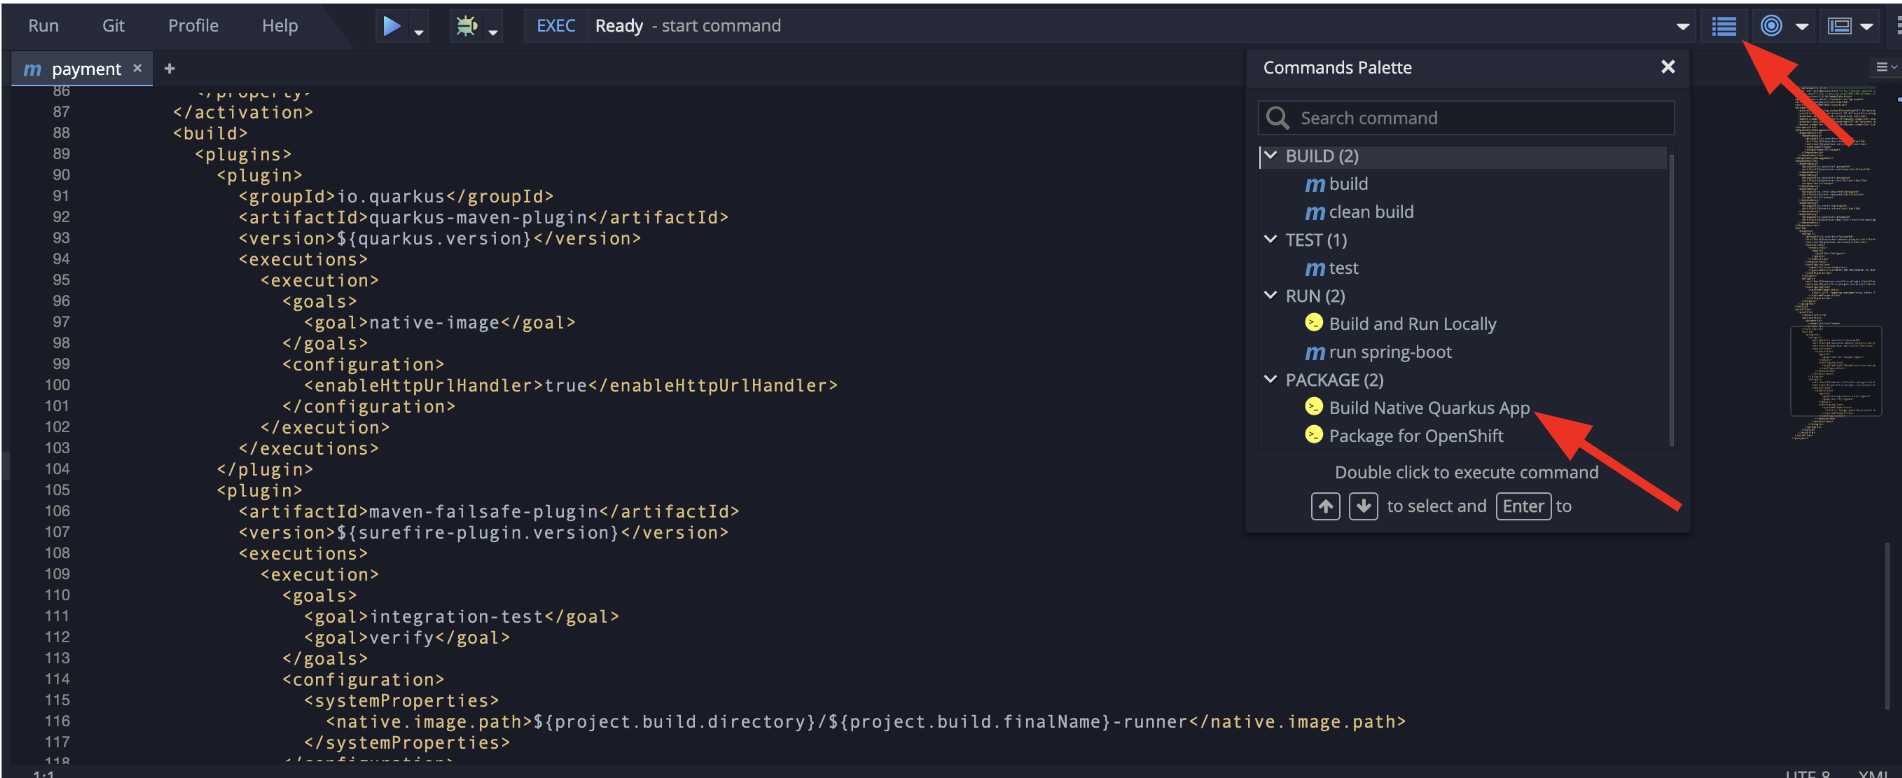 Run Git Profile Help EXEC Ready - start command
m payment × +
86 </property>
87 </activation>
88 <build>
89 <plugins>
90 <plugin>
91 <groupId>io.quarkus</groupId>
92 <artifactId>quarkus-maven-plugin</artifactId>
93 <version>${quarkus.version}</version>
94 <executions>
95 <execution>
96 <goals>
97 <goal>native-image</goal>
98 </goals>
99 <configuration>
100 <enableHttpUrlHandler>true</enableHttpUrlHandler>
101 </configuration>
102 </execution>
103 </executions>
104 </plugin>
105 <plugin>
106 <artifactId>maven-failsafe-plugin</artifactId>
107 <version>${surefire-plugin.version}</version>
108 <executions>
109 <execution>
110 <goals>
111 <goal>integration-test</goal>
112 <goal>verify</goal>
113 </goals>
114 <configuration>
115 <systemProperties>
116 <native.image.path>${project.build.directory}/${project.build.finalName}-runner</native.image.path>
117 </systemProperties>
118 </configuration>
1:1 UTF-8 XML
Commands Palette
Search command
BUILD (2)
m build
m clean build
TEST (1)
m test
RUN (2)
>_ Build and Run Locally
m run spring-boot
PACKAGE (2)
>_ Build Native Quarkus App
>_ Package for OpenShift
Double click to execute command
↑ ↓ to select and Enter to